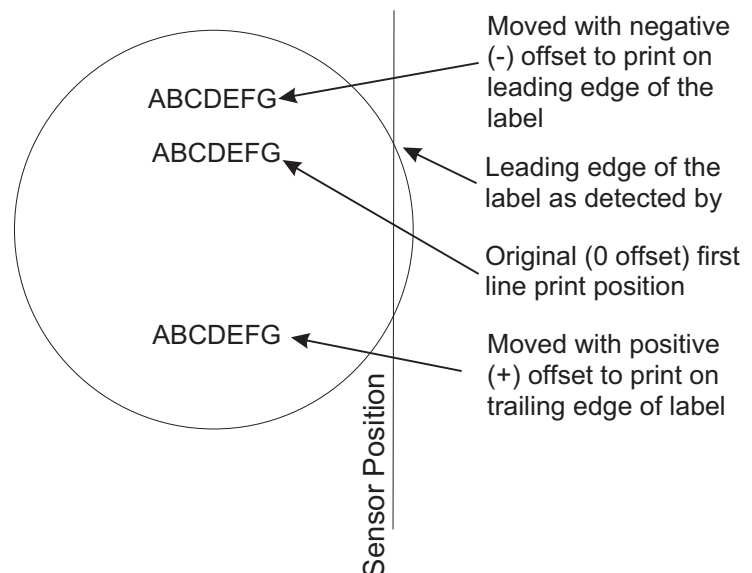 Moved with negative
(-) offset to print on
leading edge of the
label
ABCDEFG
ABCDEFG
Leading edge of the
label as detected by
Original (0 offset) first
line print position
ABCDEFG
Moved with positive
(+) offset to print on
trailing edge of label
Sensor Position